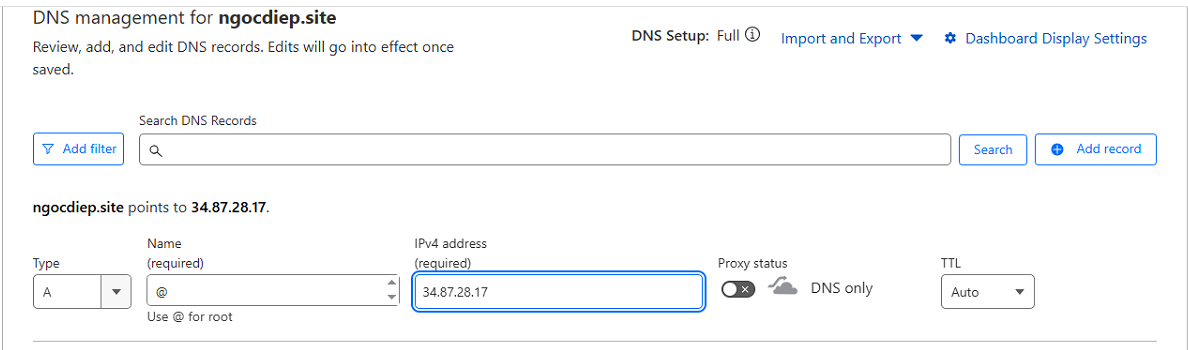 DNS management for ngocdiep.site
Review, add, and edit DNS records. Edits will go into effect once
saved.
DNS Setup: Full
Import and Export
Dashboard Display Settings
Search DNS Records
Add filter
Search
Add record
ngocdiep.site points to 34.87.28.17.
Type
Name
(required)
IPv4 address
(required)
Proxy status
TTL
A
@
34.87.28.17
DNS only
Auto
Use @ for root